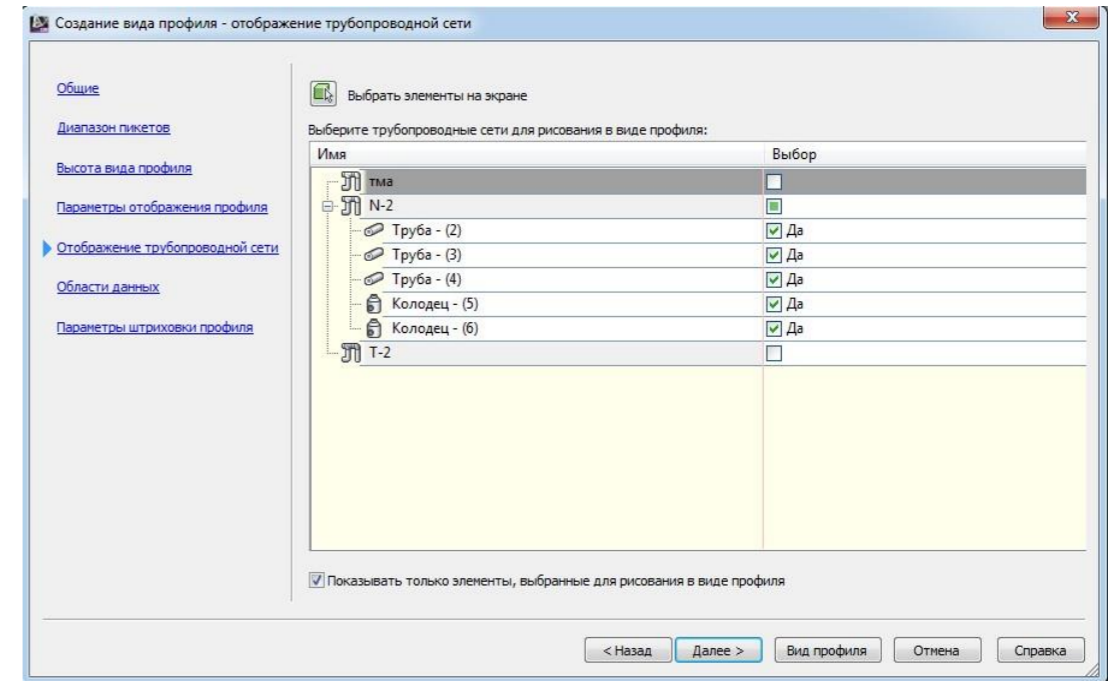 Создание вида профиля - отображение трубопроводной сети
Общие
Диапазон пикетов
Высота вида профиля
Параметры отображения профиля
Отображение трубопроводной сети
Области данных
Параметры штриховки профиля
Выбрать элементы на экране
Выберите трубопроводные сети для рисования в виде профиля:
Имя Выбор
тма
N-2
Труба - (2) Да
Труба - (3) Да
Труба - (4) Да
Колодец - (5) Да
Колодец - (6) Да
Т-2
Показывать только элементы, выбранные для рисования в виде профиля
< Назад Далее > Вид профиля Отмена Справка